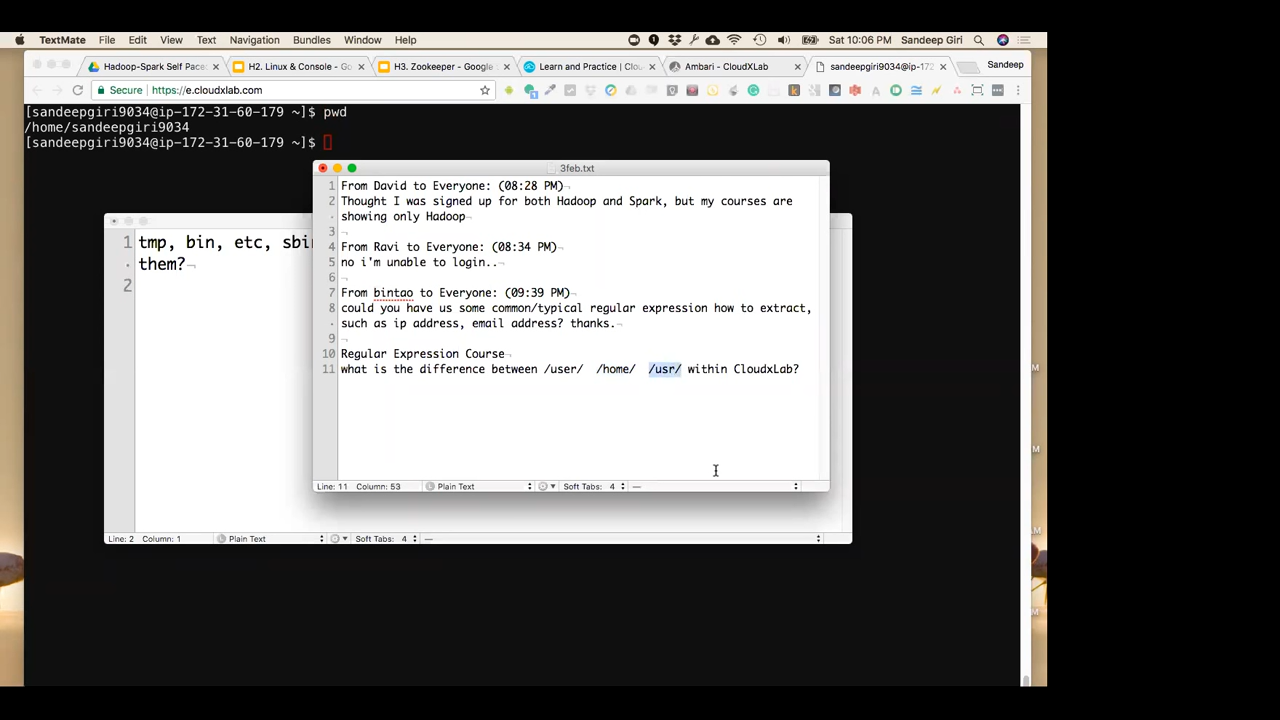 TextMate File Edit View Text Navigation Bundles Window Help Sat 10:06 PM Sandeep Giri
Hadoop-Spark Self Pace × H2. Linux & Console - Go × H3. Zookeeper - Google × Learn and Practice | Clou × Ambari - CloudXLab × sandeepgiri9034@ip-172 × Sandeep
Secure https://e.cloudxlab.com
[sandeepgiri9034@ip-172-31-60-179 ~]$ pwd
/home/sandeepgiri9034
[sandeepgiri9034@ip-172-31-60-179 ~]$
3feb.txt
1 From David to Everyone: (08:28 PM)¬
2 Thought I was signed up for both Hadoop and Spark, but my courses are
· showing only Hadoop¬
3 ¬
4 From Ravi to Everyone: (08:34 PM)¬
5 no i'm unable to login..¬
6 ¬
7 From bintao to Everyone: (09:39 PM)¬
8 could you have us some common/typical regular expression how to extract,
· such as ip address, email address? thanks.¬
9 ¬
10 Regular Expression Course¬
11 what is the difference between /user/ /home/ /usr/ within CloudxLab?
Line: 11 Column: 53 Plain Text Soft Tabs: 4 —
1 tmp, bin, etc, sbi
· them?¬
2
Line: 2 Column: 1 Plain Text Soft Tabs: 4 —